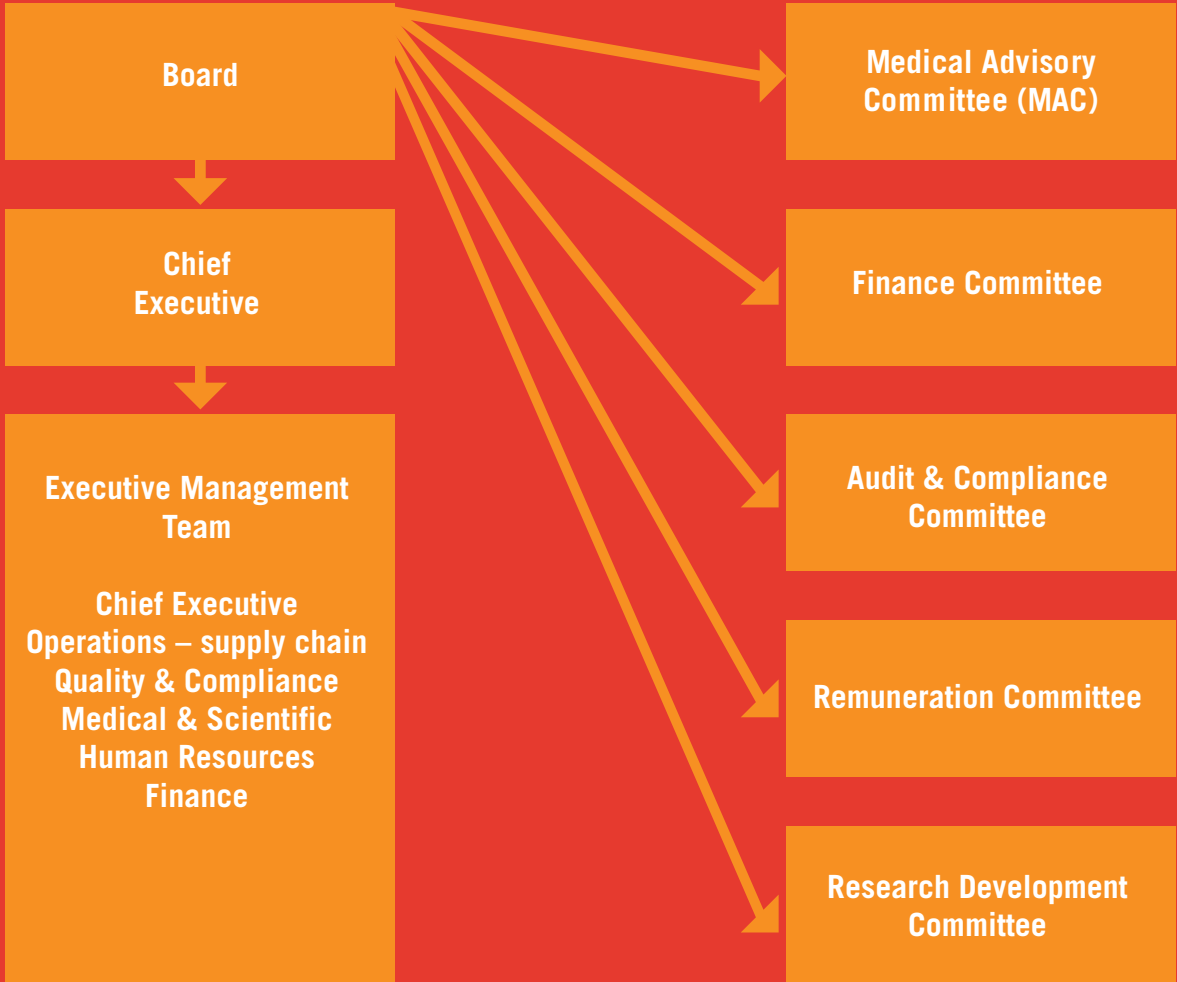 Board
Chief
Executive
Executive Management
Team
Chief Executive
Operations – supply chain
Quality & Compliance
Medical & Scientific
Human Resources
Finance
Medical Advisory
Committee (MAC)
Finance Committee
Audit & Compliance
Committee
Remuneration Committee
Research Development
Committee